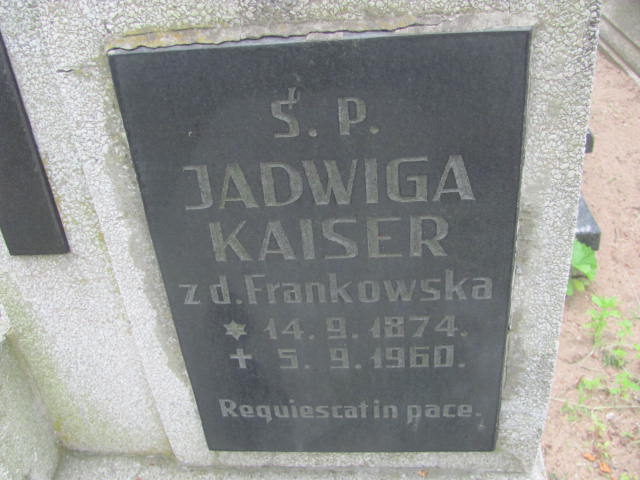 Ś. P.
JADWIGA
KAISER
z d. Frankowska
* 14. 9. 1874.
+ 5. 9. 1960.
Requiescat in pace.